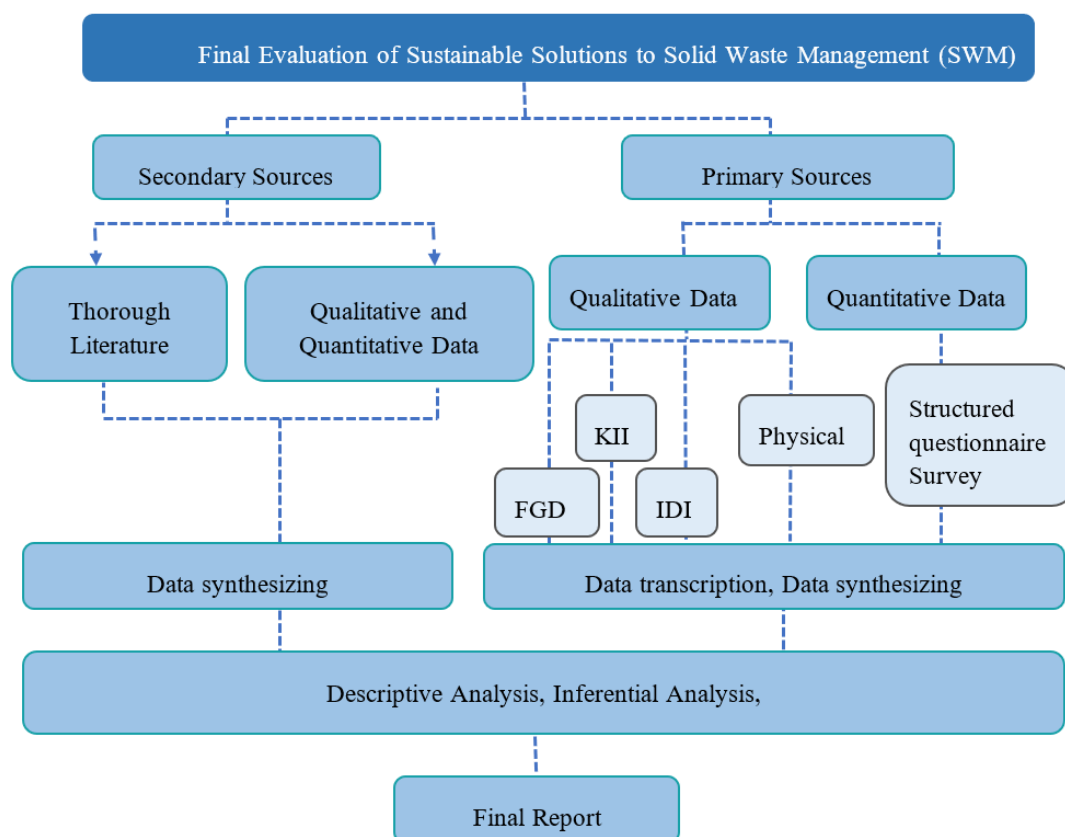 Final Evaluation of Sustainable Solutions to Solid Waste Management (SWM)
Secondary Sources
Primary Sources
Thorough
Literature
Qualitative and
Quantitative Data
Qualitative Data
Quantitative Data
FGD
KII
IDI
Physical
Structured
questionnaire
Survey
Data synthesizing
Data transcription, Data synthesizing
Descriptive Analysis, Inferential Analysis,
Final Report